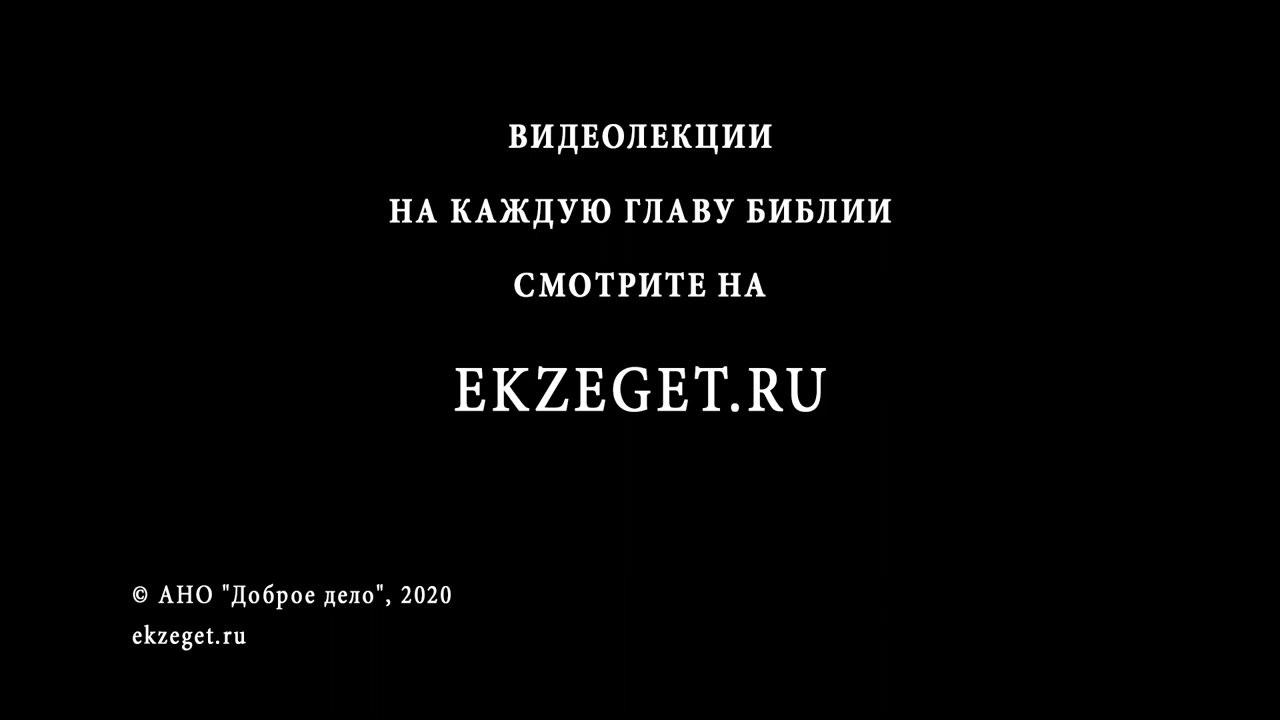 ВИДЕОЛЕКЦИИ
НА КАЖДУЮ ГЛАВУ БИБЛИИ
СМОТРИТЕ НА
EKZEGET.RU
© АНО "Доброе дело", 2020
ekzeget.ru